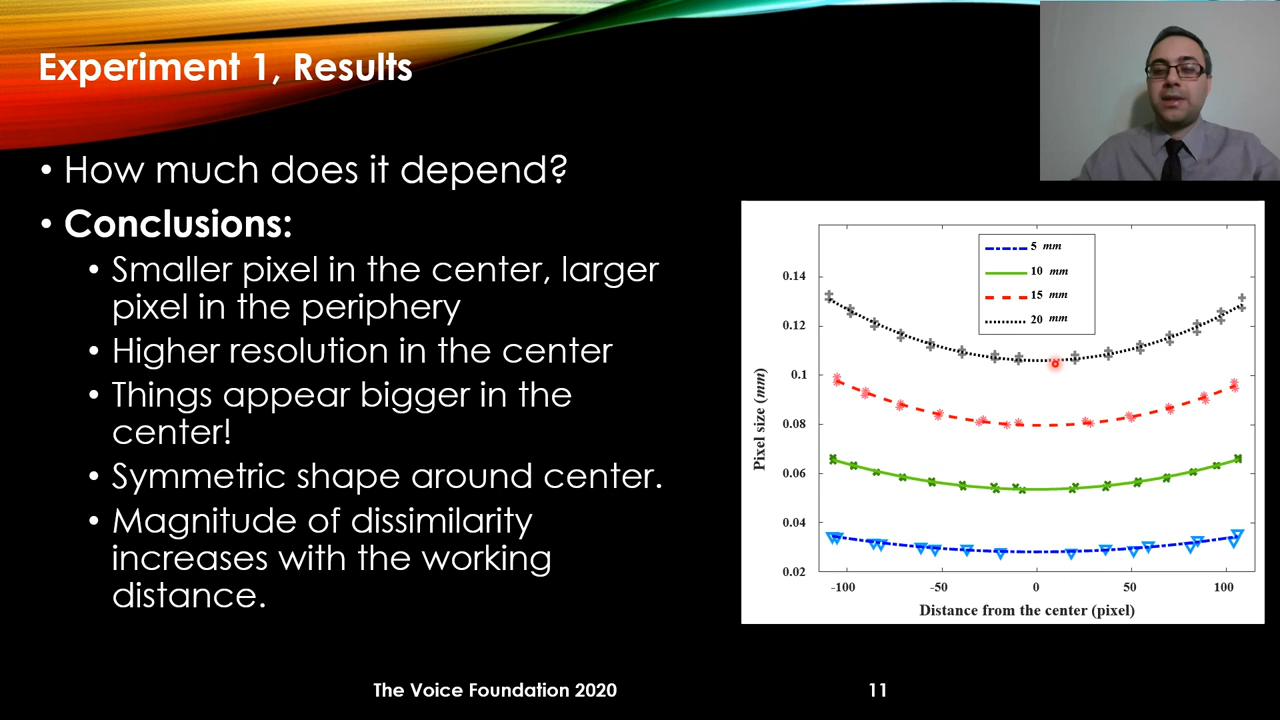 Experiment 1, Results
• How much does it depend?
• Conclusions:
• Smaller pixel in the center, larger
pixel in the periphery
• Higher resolution in the center
• Things appear bigger in the
center!
• Symmetric shape around center.
• Magnitude of dissimilarity
increases with the working
distance.
5 mm
10 mm
15 mm
20 mm
0.14
0.12
0.1
0.08
0.06
0.04
0.02
Pixel size (mm)
-100 -50 0 50 100
Distance from the center (pixel)
The Voice Foundation 2020
11